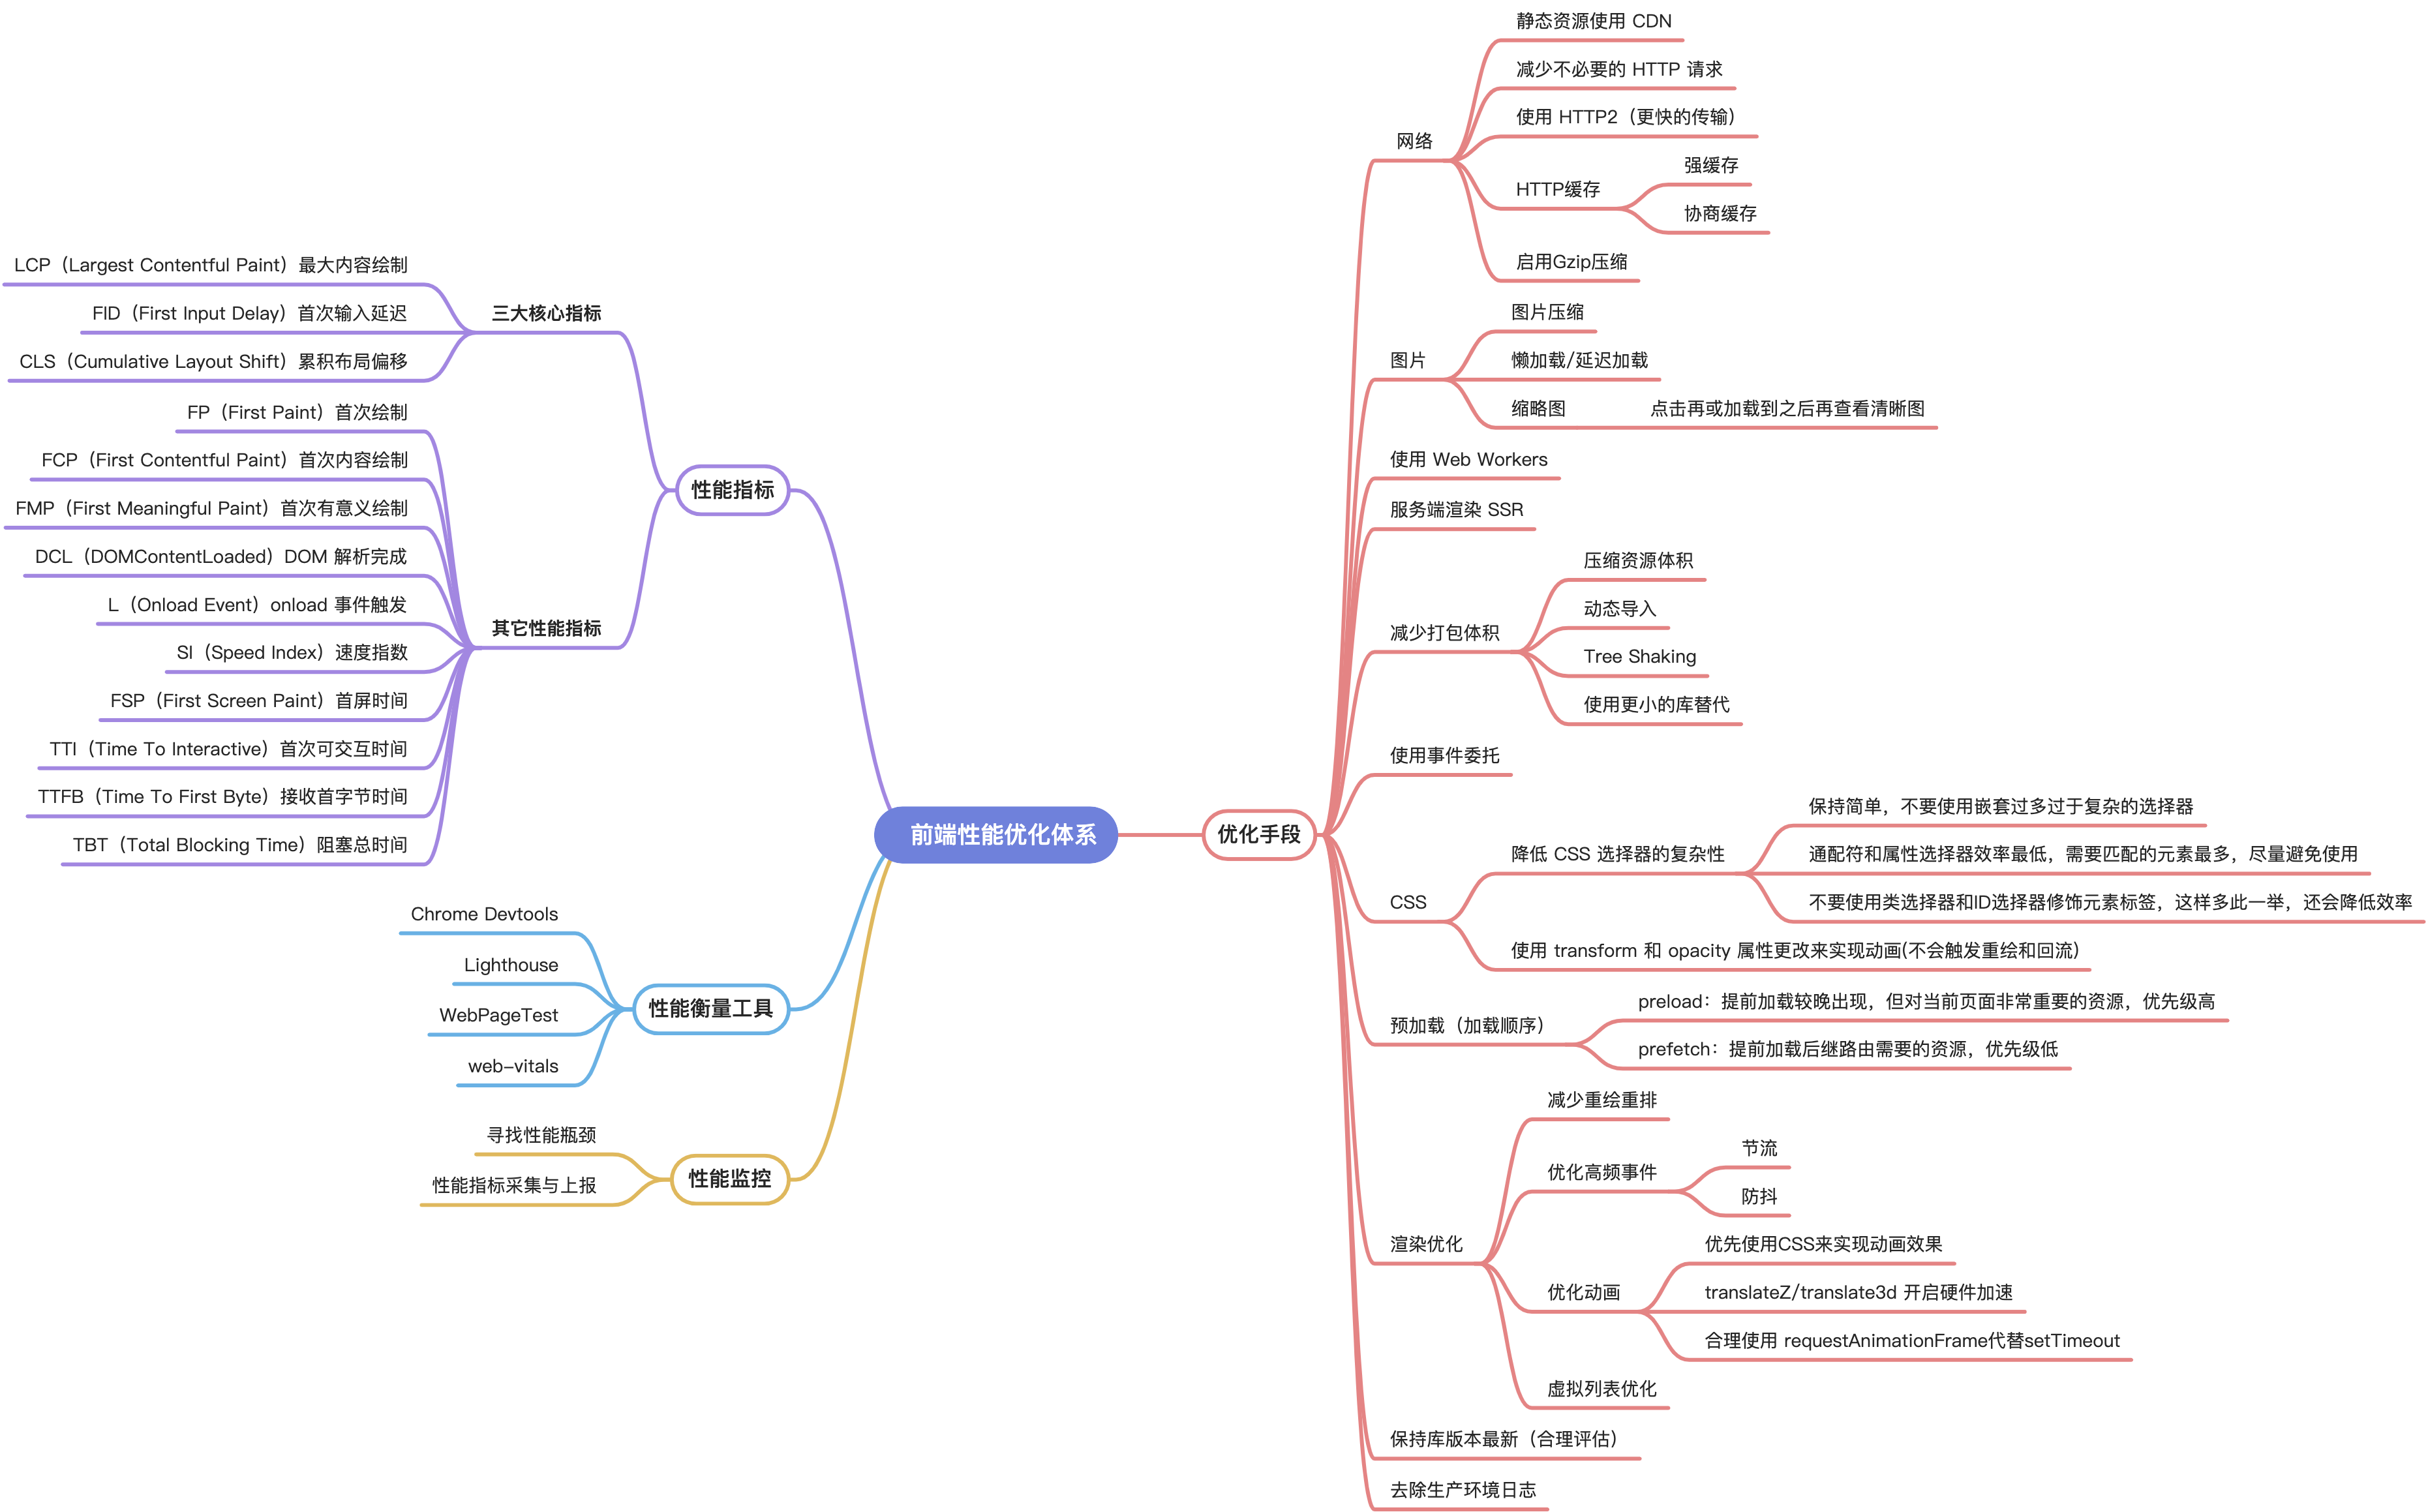 前端性能优化体系
性能指标
三大核心指标
LCP（Largest Contentful Paint）最大内容绘制
FID（First Input Delay）首次输入延迟
CLS（Cumulative Layout Shift）累积布局偏移
其它性能指标
FP（First Paint）首次绘制
FCP（First Contentful Paint）首次内容绘制
FMP（First Meaningful Paint）首次有意义绘制
DCL（DOMContentLoaded）DOM 解析完成
L（Onload Event）onload 事件触发
SI（Speed Index）速度指数
FSP（First Screen Paint）首屏时间
TTI（Time To Interactive）首次可交互时间
TTFB（Time To First Byte）接收首字节时间
TBT（Total Blocking Time）阻塞总时间
性能衡量工具
Chrome Devtools
Lighthouse
WebPageTest
web-vitals
性能监控
寻找性能瓶颈
性能指标采集与上报
优化手段
网络
静态资源使用 CDN
减少不必要的 HTTP 请求
使用 HTTP2（更快的传输）
HTTP缓存
强缓存
协商缓存
启用Gzip压缩
图片
图片压缩
懒加载/延迟加载
缩略图
点击再或加载到之后再查看清晰图
使用 Web Workers
服务端渲染 SSR
减少打包体积
压缩资源体积
动态导入
Tree Shaking
使用更小的库替代
使用事件委托
CSS
降低 CSS 选择器的复杂性
保持简单，不要使用嵌套过多过于复杂的选择器
通配符和属性选择器效率最低，需要匹配的元素最多，尽量避免使用
不要使用类选择器和ID选择器修饰元素标签，这样多此一举，还会降低效率
使用 transform 和 opacity 属性更改来实现动画(不会触发重绘和回流)
预加载（加载顺序）
preload：提前加载较晚出现，但对当前页面非常重要的资源，优先级高
prefetch：提前加载后继路由需要的资源，优先级低
渲染优化
减少重绘重排
优化高频事件
节流
防抖
优化动画
优先使用CSS来实现动画效果
translateZ/translate3d 开启硬件加速
合理使用 requestAnimationFrame代替setTimeout
虚拟列表优化
保持库版本最新（合理评估）
去除生产环境日志